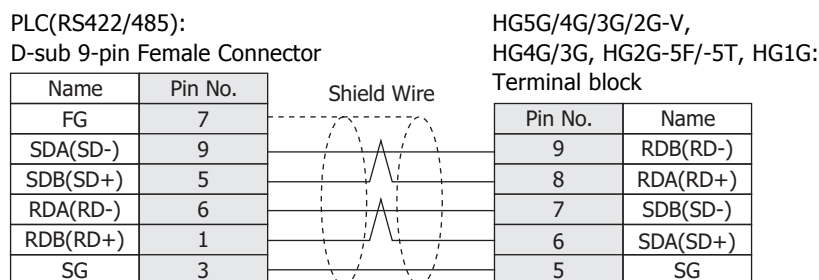 PLC(RS422/485):
D-sub 9-pin Female Connector
HG5G/4G/3G/2G-V,
HG4G/3G, HG2G-5F/-5T, HG1G:
Terminal block
Name Pin No.
FG 7
SDA(SD-) 9
SDB(SD+) 5
RDA(RD-) 6
RDB(RD+) 1
SG 3
Shield Wire
Pin No. Name
9 RDB(RD-)
8 RDA(RD+)
7 SDB(SD-)
6 SDA(SD+)
5 SG